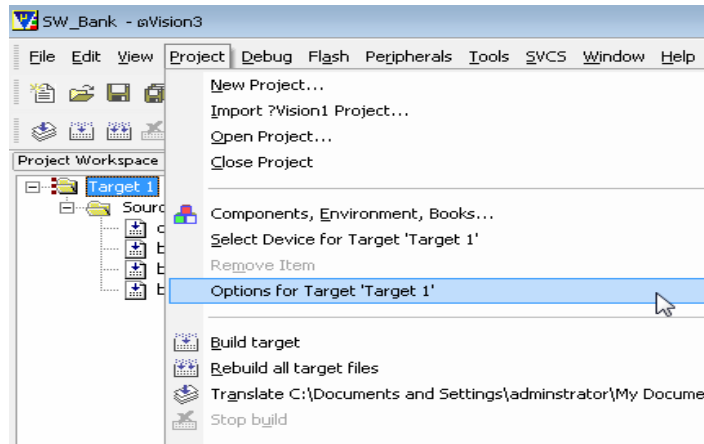 SW_Bank - ɷVision3
File Edit View Project Debug Flash Peripherals Tools SVCS Window Help
New Project...
Import ?Vision1 Project...
Open Project...
Close Project
Project Workspace
Target 1
Sourc
Components, Environment, Books...
Select Device for Target 'Target 1'
Remove Item
Options for Target 'Target 1'
Build target
Rebuild all target files
Translate C:\Documents and Settings\adminstrator\My Docume
Stop build